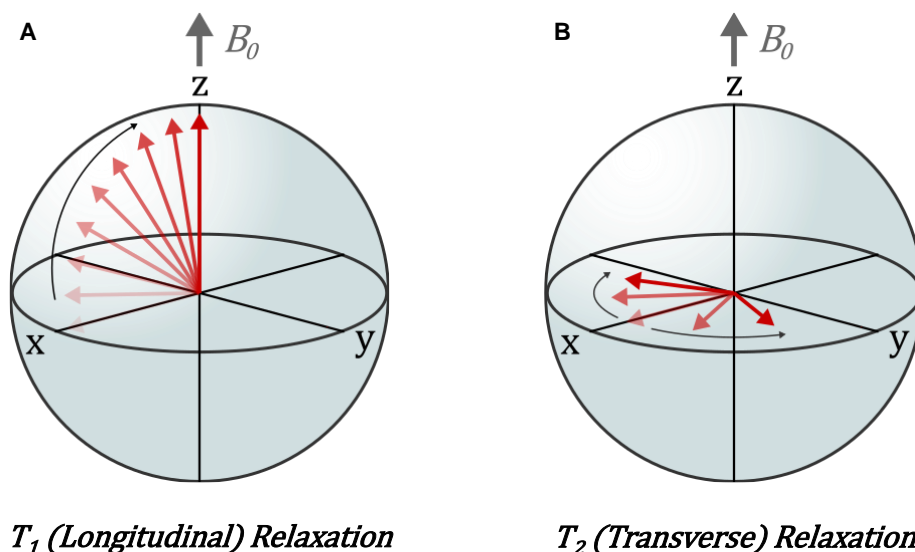 A
B₀
z
x
y
T₁ (Longitudinal) Relaxation
B
B₀
z
x
y
T₂ (Transverse) Relaxation